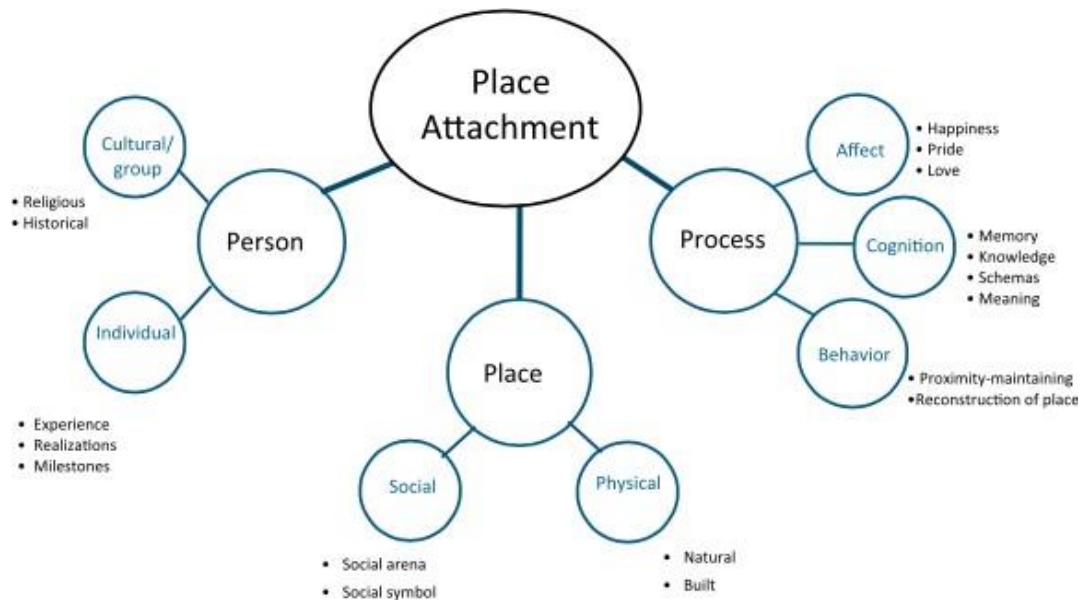 Place
Attachment
Cultural/
group
• Religious
• Historical
Person
Individual
• Experience
• Realizations
• Milestones
Place
Social
• Social arena
• Social symbol
Physical
• Natural
• Built
Process
Affect
• Happiness
• Pride
• Love
Cognition
• Memory
• Knowledge
• Schemas
• Meaning
Behavior
• Proximity-maintaining
•Reconstruction of place